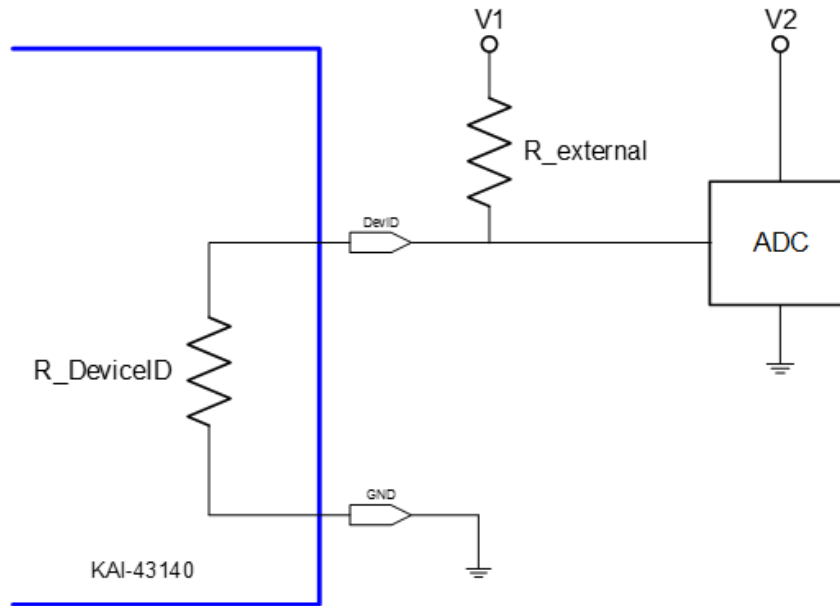 V1
V2
R_external
DevID
ADC
R_DeviceID
GND
KAI-43140